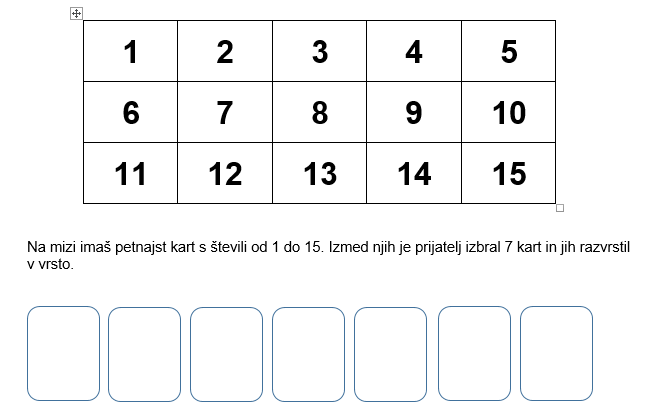 1 2 3 4 5
6 7 8 9 10
11 12 13 14 15
Na mizi imaš petnajst kart s števili od 1 do 15. Izmed njih je prijatelj izbral 7 kart in jih razvrstil
v vrsto.